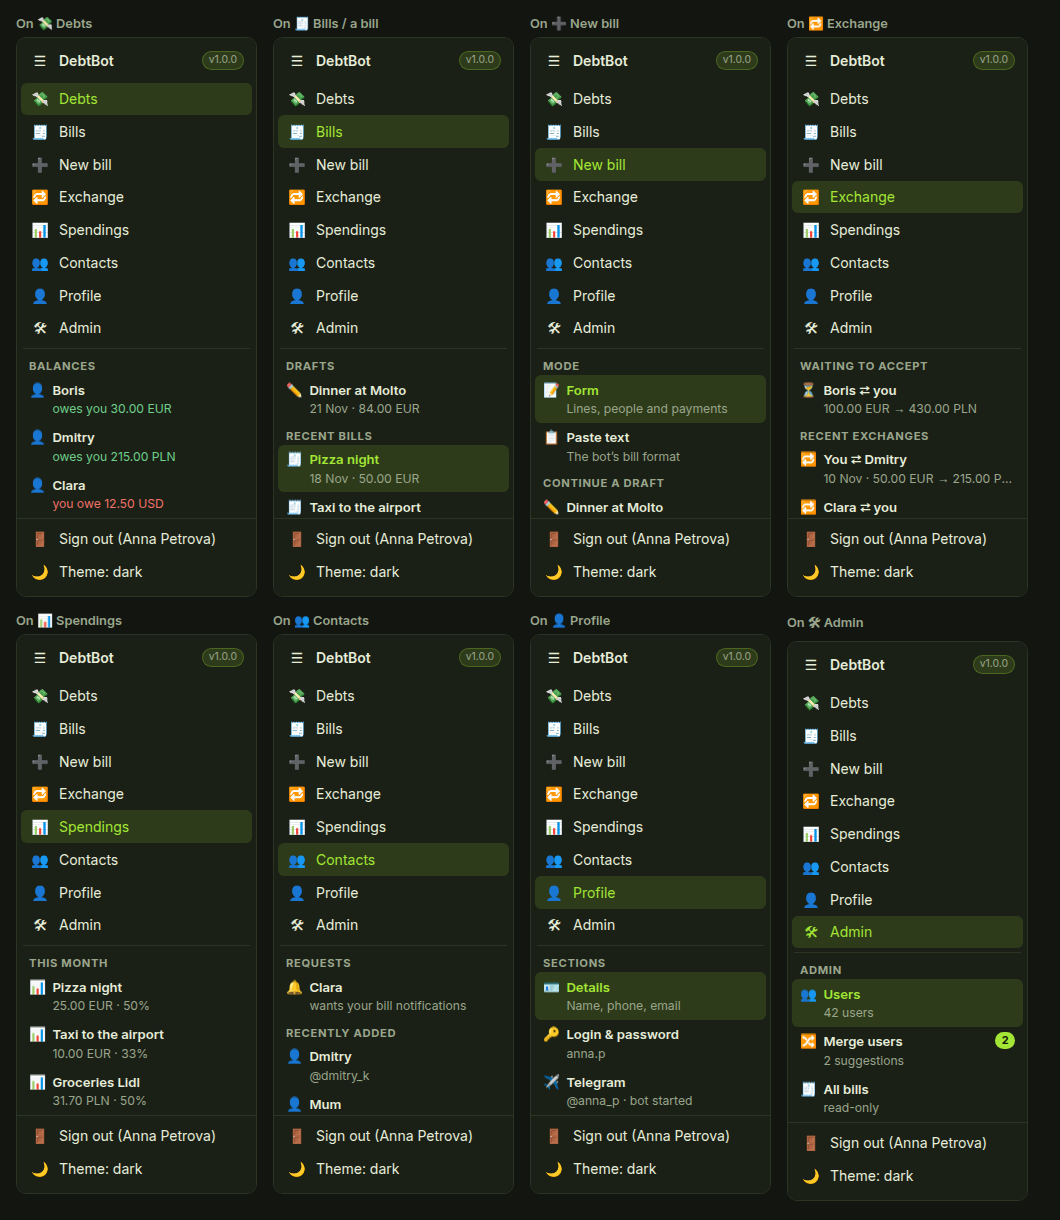 On 💸 Debts
☰ DebtBot v1.0.0
💸 Debts
🧾 Bills
➕ New bill
🔁 Exchange
📊 Spendings
👥 Contacts
👤 Profile
🛠 Admin
BALANCES
👤 Boris
owes you 30.00 EUR
👤 Dmitry
owes you 215.00 PLN
👤 Clara
you owe 12.50 USD
🚪 Sign out (Anna Petrova)
🌙 Theme: dark
On 🧾 Bills / a bill
☰ DebtBot v1.0.0
💸 Debts
🧾 Bills
➕ New bill
🔁 Exchange
📊 Spendings
👥 Contacts
👤 Profile
🛠 Admin
DRAFTS
✏️ Dinner at Molto
21 Nov · 84.00 EUR
RECENT BILLS
🧾 Pizza night
18 Nov · 50.00 EUR
🧾 Taxi to the airport
🚪 Sign out (Anna Petrova)
🌙 Theme: dark
On ➕ New bill
☰ DebtBot v1.0.0
💸 Debts
🧾 Bills
➕ New bill
🔁 Exchange
📊 Spendings
👥 Contacts
👤 Profile
🛠 Admin
MODE
📝 Form
Lines, people and payments
📋 Paste text
The bot's bill format
CONTINUE A DRAFT
✏️ Dinner at Molto
🚪 Sign out (Anna Petrova)
🌙 Theme: dark
On 🔁 Exchange
☰ DebtBot v1.0.0
💸 Debts
🧾 Bills
➕ New bill
🔁 Exchange
📊 Spendings
👥 Contacts
👤 Profile
🛠 Admin
WAITING TO ACCEPT
⏳ Boris ⇄ you
100.00 EUR → 430.00 PLN
RECENT EXCHANGES
🔁 You ⇄ Dmitry
10 Nov · 50.00 EUR → 215.00 P...
🔁 Clara ⇄ you
🚪 Sign out (Anna Petrova)
🌙 Theme: dark
On 📊 Spendings
☰ DebtBot v1.0.0
💸 Debts
🧾 Bills
➕ New bill
🔁 Exchange
📊 Spendings
👥 Contacts
👤 Profile
🛠 Admin
THIS MONTH
📊 Pizza night
25.00 EUR · 50%
📊 Taxi to the airport
10.00 EUR · 33%
📊 Groceries Lidl
31.70 PLN · 50%
🚪 Sign out (Anna Petrova)
🌙 Theme: dark
On 👥 Contacts
☰ DebtBot v1.0.0
💸 Debts
🧾 Bills
➕ New bill
🔁 Exchange
📊 Spendings
👥 Contacts
👤 Profile
🛠 Admin
REQUESTS
🔔 Clara
wants your bill notifications
RECENTLY ADDED
👤 Dmitry
@dmitry_k
👤 Mum
🚪 Sign out (Anna Petrova)
🌙 Theme: dark
On 👤 Profile
☰ DebtBot v1.0.0
💸 Debts
🧾 Bills
➕ New bill
🔁 Exchange
📊 Spendings
👥 Contacts
👤 Profile
🛠 Admin
SECTIONS
🪪 Details
Name, phone, email
🔑 Login & password
anna.p
✈️ Telegram
@anna_p · bot started
🚪 Sign out (Anna Petrova)
🌙 Theme: dark
On 🛠 Admin
☰ DebtBot v1.0.0
💸 Debts
🧾 Bills
➕ New bill
🔁 Exchange
📊 Spendings
👥 Contacts
👤 Profile
🛠 Admin
ADMIN
👥 Users
42 users
🔀 Merge users 2
2 suggestions
🧾 All bills
read-only
🚪 Sign out (Anna Petrova)
🌙 Theme: dark